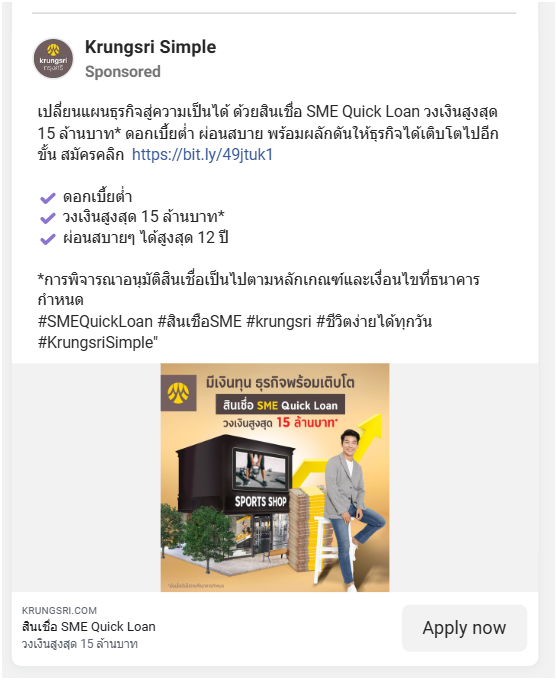 krungsri
กรุงศรี
Krungsri Simple
Sponsored
เปลี่ยนแผนธุรกิจสู่ความเป็นได้ ด้วยสินเชื่อ SME Quick Loan วงเงินสูงสุด
15 ล้านบาท* ดอกเบี้ยต่ำ ผ่อนสบาย พร้อมผลักดันให้ธุรกิจได้เติบโตไปอีก
ขั้น สมัครคลิก https://bit.ly/49jtuk1
ดอกเบี้ยต่ำ
วงเงินสูงสุด 15 ล้านบาท*
ผ่อนสบายๆ ได้สูงสุด 12 ปี
*การพิจารณาอนุมัติสินเชื่อเป็นไปตามหลักเกณฑ์และเงื่อนไขที่ธนาคาร
กำหนด
#SMEQuickLoan #สินเชื่อSME #krungsri #ชีวิตง่ายได้ทุกวัน
#KrungsriSimple"
มีเงินทุน ธุรกิจพร้อมเติบโต
สินเชื่อ SME Quick Loan
วงเงินสูงสุด 15 ล้านบาท*
SPORTS SHOP
KRUNGSRI.COM
สินเชื่อ SME Quick Loan
วงเงินสูงสุด 15 ล้านบาท
Apply now